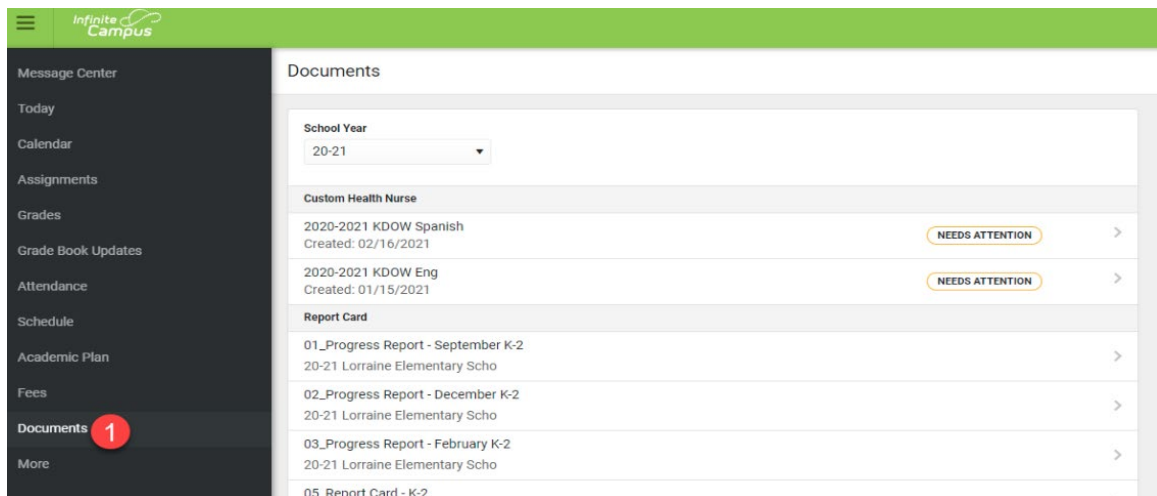 Infinite
Campus
Message Center
Today
Calendar
Assignments
Grades
Grade Book Updates
Attendance
Schedule
Academic Plan
Fees
Documents 1
More
Documents
School Year
20-21
Custom Health Nurse
2020-2021 KDOW Spanish
Created: 02/16/2021
NEEDS ATTENTION
2020-2021 KDOW Eng
Created: 01/15/2021
NEEDS ATTENTION
Report Card
01_Progress Report - September K-2
20-21 Lorraine Elementary Scho
02_Progress Report - December K-2
20-21 Lorraine Elementary Scho
03_Progress Report - February K-2
20-21 Lorraine Elementary Scho
05_Report Card - K-2